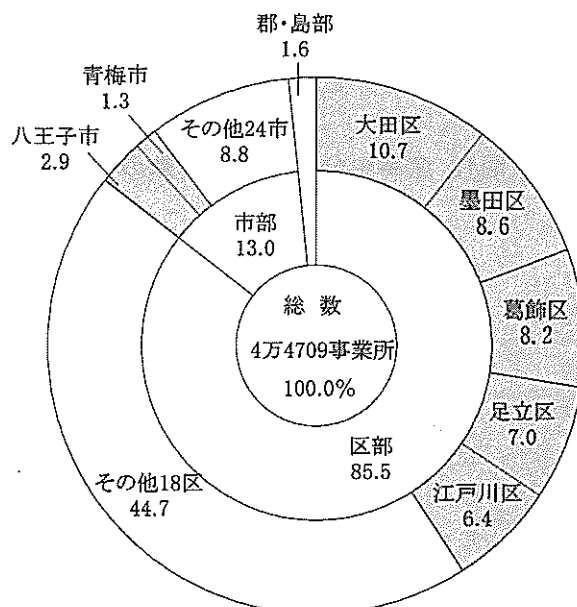 郡・島部
1.6
青梅市
1.3
八王子市
2.9
その他24市
8.8
大田区
10.7
墨田区
8.6
市部
13.0
葛飾区
8.2
総数
4万4709事業所
100.0%
足立区
7.0
区部
85.5
江戸川区
6.4
その他18区
44.7